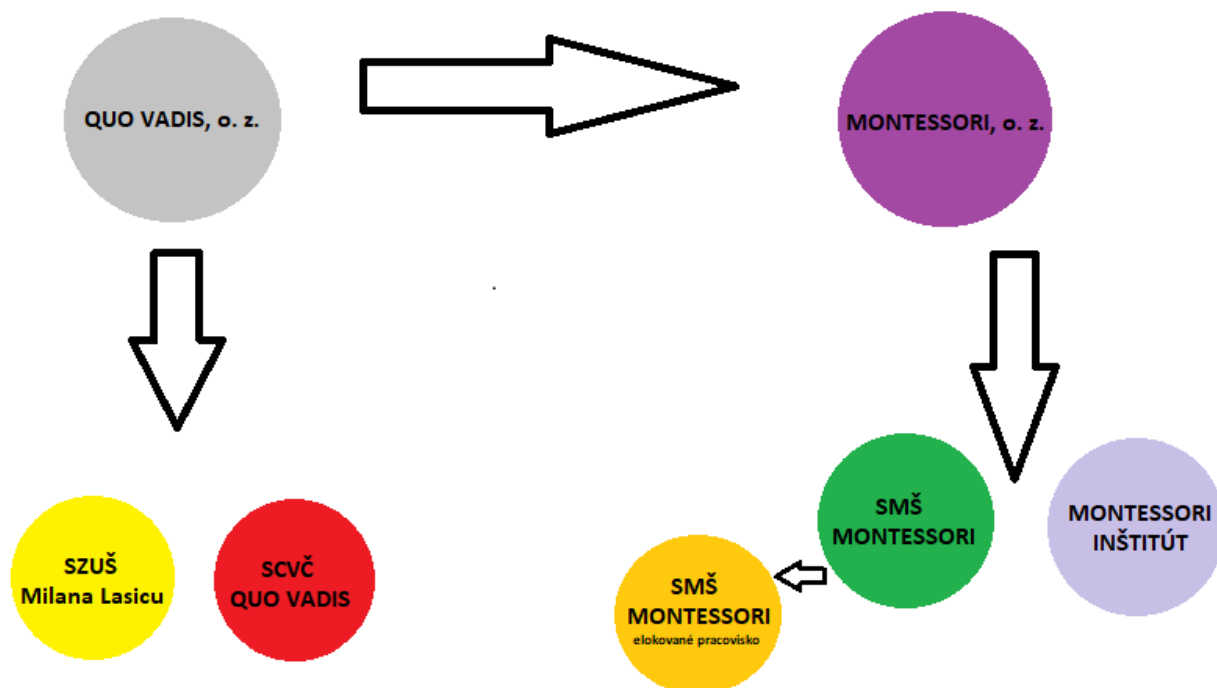 QUO VADIS, o. z.
MONTESSORI, o. z.
SZUŠ
Milana Lasicu
SCVČ
QUO VADIS
SMŠ
MONTESSORI
elokované pracovisko
SMŠ
MONTESSORI
MONTESSORI
INŠTITÚT